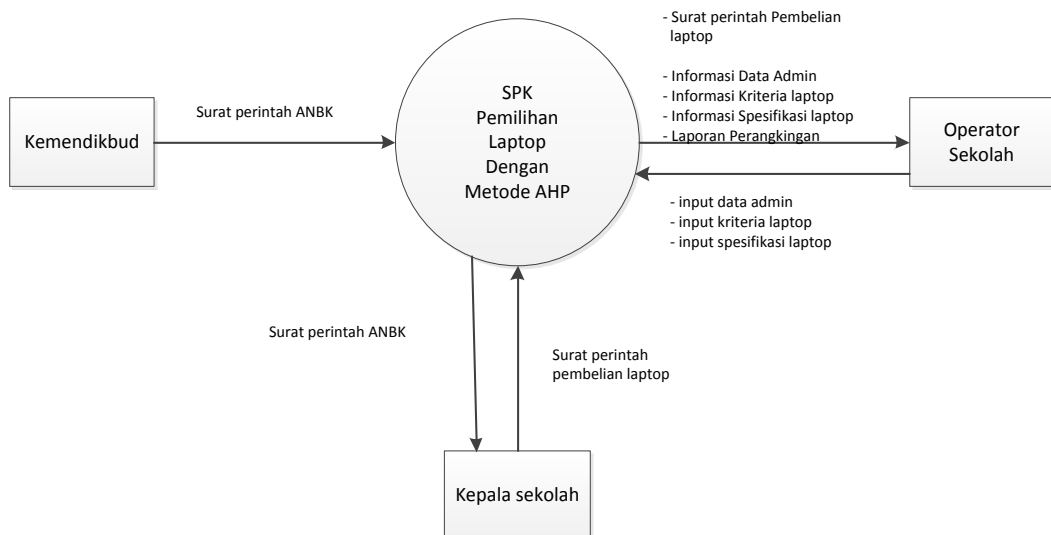 Kemendikbud
Surat perintah ANBK
SPK
Pemilihan
Laptop
Dengan
Metode AHP
- Surat perintah Pembelian
laptop
- Informasi Data Admin
- Informasi Kriteria laptop
- Informasi Spesifikasi laptop
- Laporan Perangkingan
Operator
Sekolah
- input data admin
- input kriteria laptop
- input spesifikasi laptop
Surat perintah ANBK
Surat perintah
pembelian laptop
Kepala sekolah